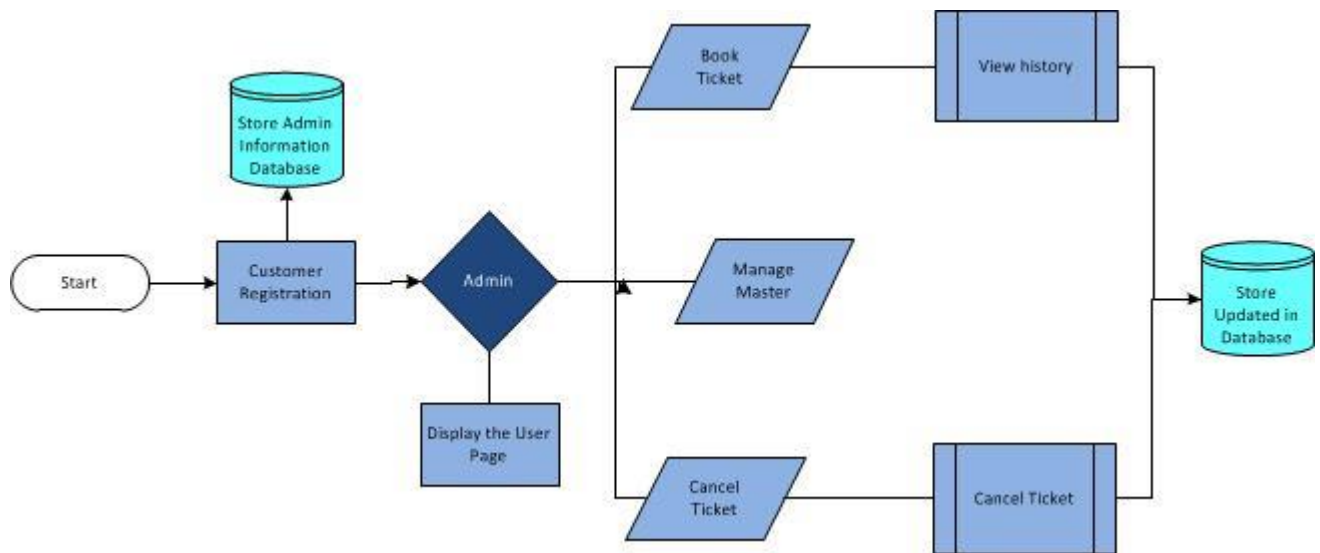 Start
Store Admin
Information
Database
Customer
Registration
Admin
Display the User
Page
Book
Ticket
View history
Manage
Master
Cancel
Ticket
Cancel Ticket
Store
Updated in
Database